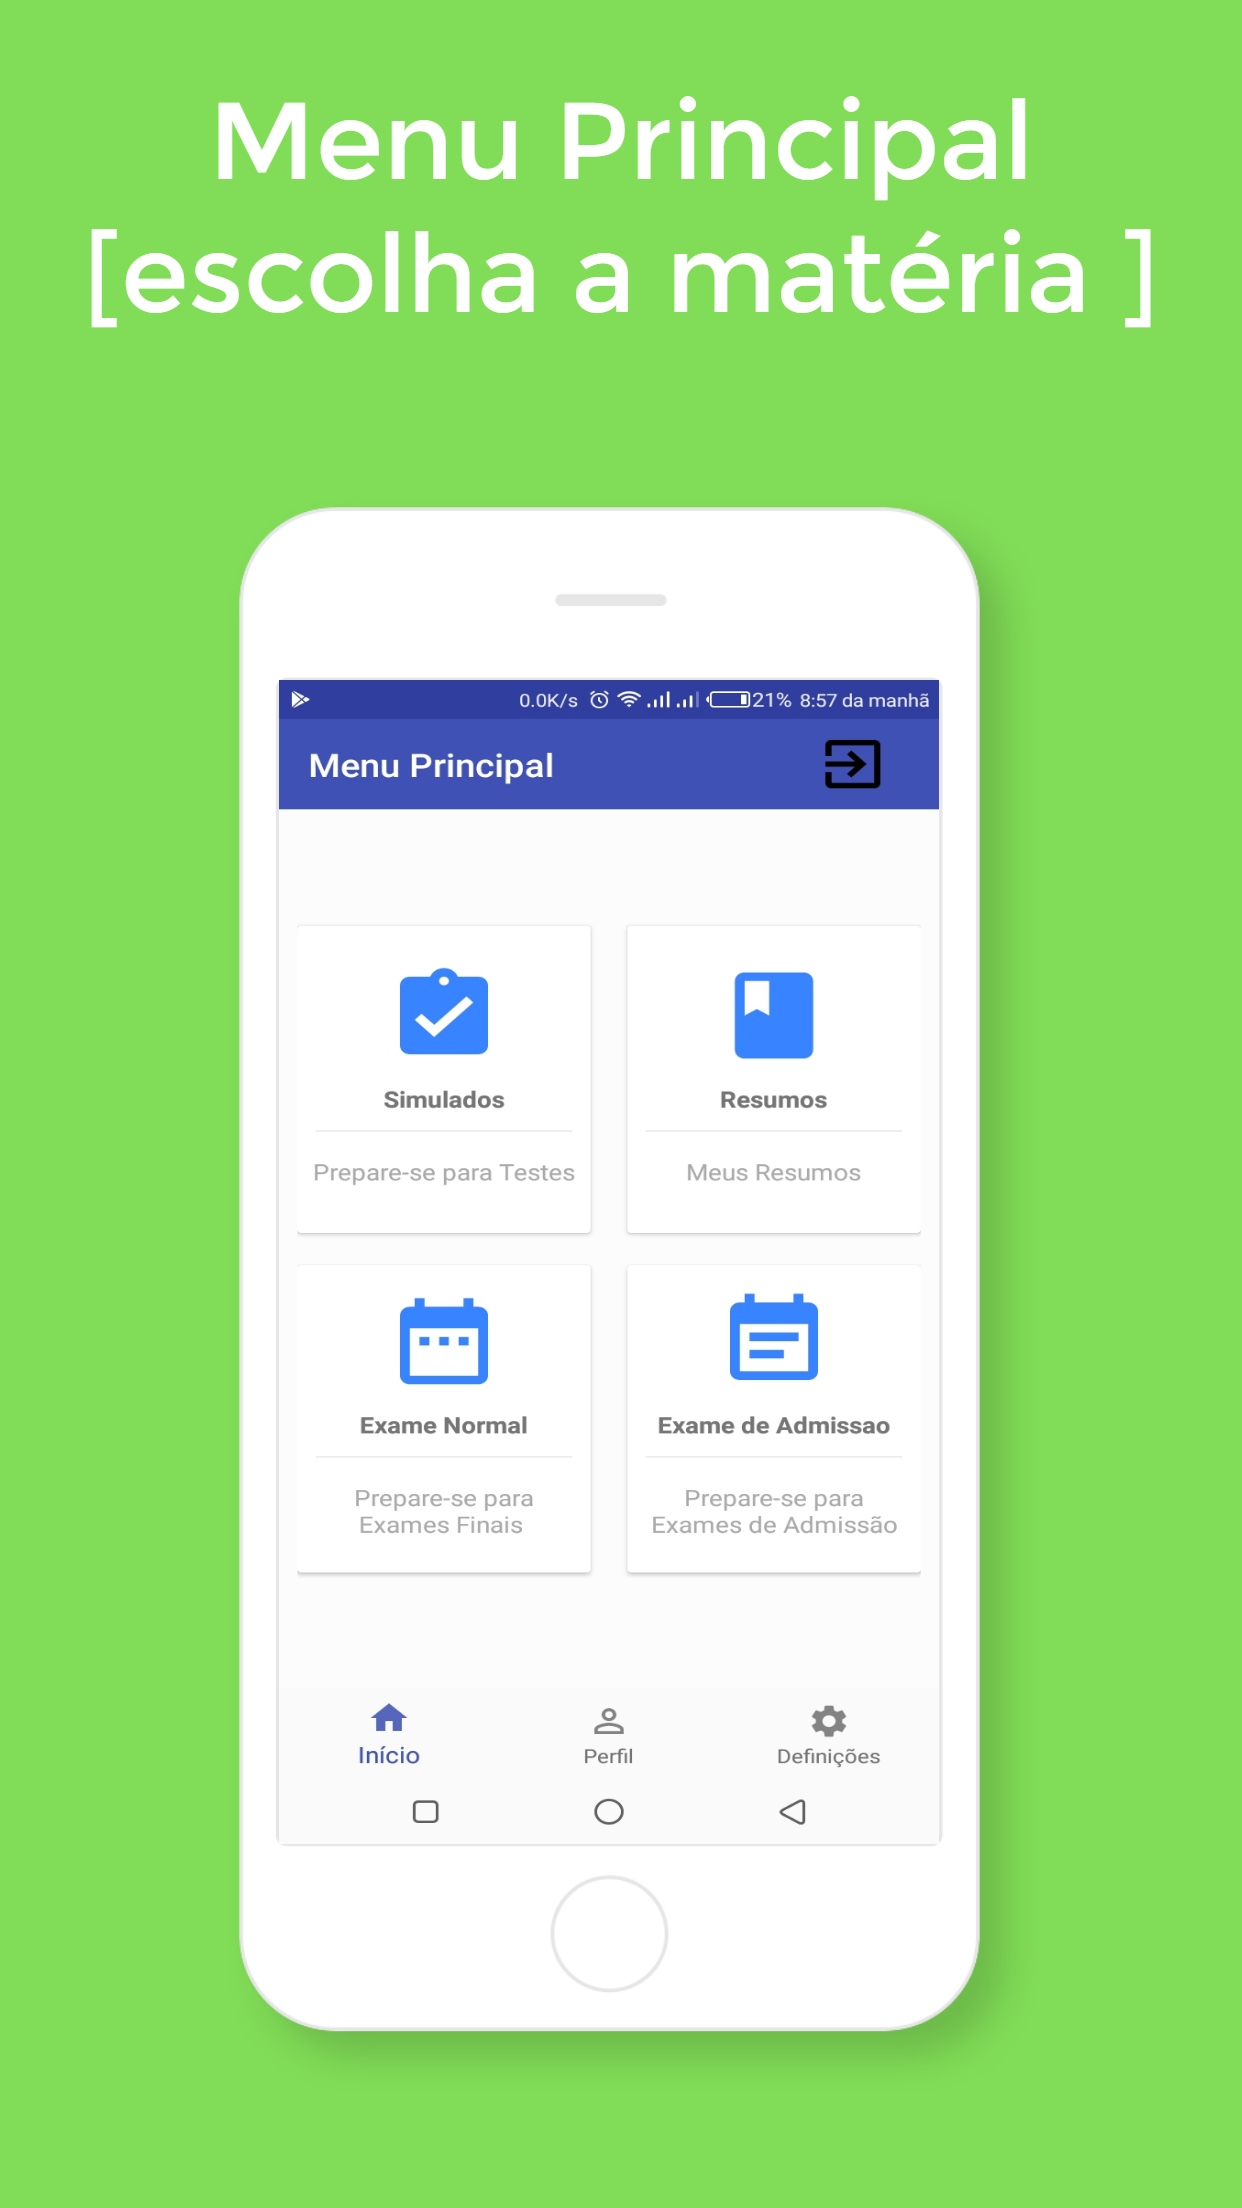 Menu Principal
[escolha a matéria ]
0.0K/s 21% 8:57 da manhã
Menu Principal
Simulados
Prepare-se para Testes
Resumos
Meus Resumos
Exame Normal
Prepare-se para
Exames Finais
Exame de Admissao
Prepare-se para
Exames de Admissão
Início
Perfil
Definições